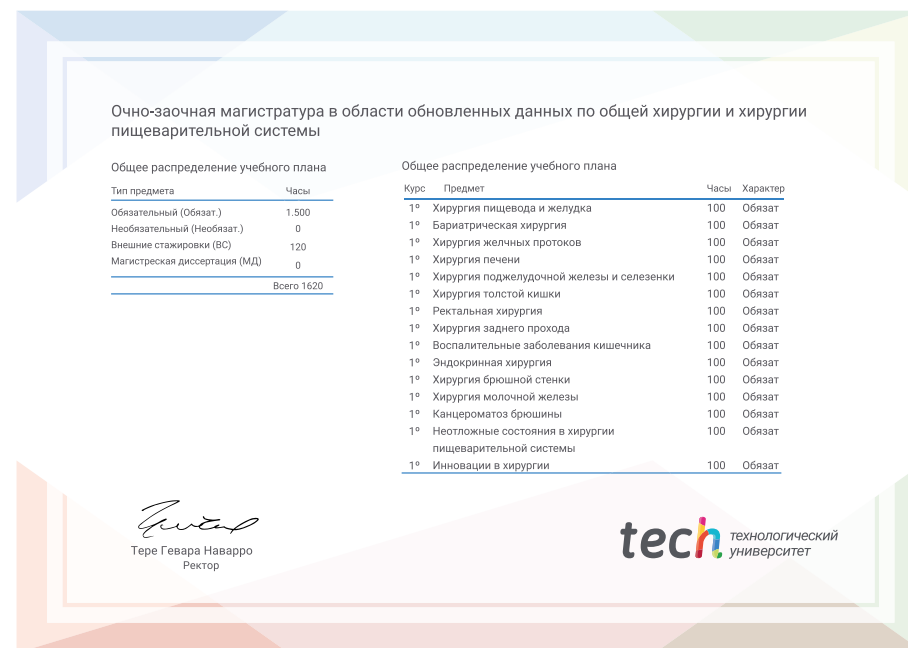 Очно-заочная магистратура в области обновленных данных по общей хирургии и хирургии
пищеварительной системы
Общее распределение учебного плана
Тип предмета Часы
Обязательный (Обязат.) 1.500
Необязательный (Необязат.) 0
Внешние стажировки (ВС) 120
Магистреская диссертация (МД) 0
Всего 1620
Общее распределение учебного плана
Курс Предмет Часы Характер
1º Хирургия пищевода и желудка 100 Обязат
1º Бариатрическая хирургия 100 Обязат
1º Хирургия желчных протоков 100 Обязат
1º Хирургия печени 100 Обязат
1º Хирургия поджелудочной железы и селезенки 100 Обязат
1º Хирургия толстой кишки 100 Обязат
1º Ректальная хирургия 100 Обязат
1º Хирургия заднего прохода 100 Обязат
1º Воспалительные заболевания кишечника 100 Обязат
1º Эндокринная хирургия 100 Обязат
1º Хирургия брюшной стенки 100 Обязат
1º Хирургия молочной железы 100 Обязат
1º Канцероматоз брюшины 100 Обязат
1º Неотложные состояния в хирургии 100 Обязат
пищеварительной системы
1º Инновации в хирургии 100 Обязат
Тере Гевара Наварро
Ректор
tech технологический
университет